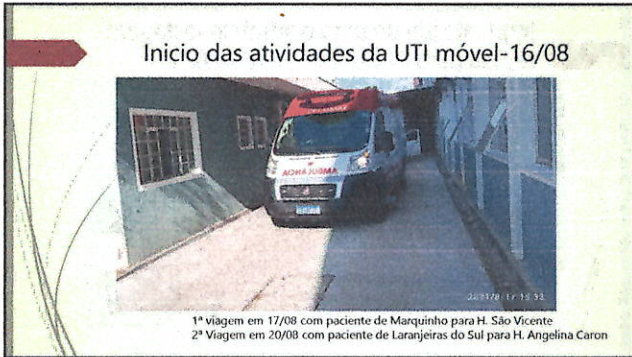 Inicio das atividades da UTI móvel-16/08
AMBULÂNCIA
1ª viagem em 17/08 com paciente de Marquinho para H. São Vicente
2ª Viagem em 20/08 com paciente de Laranjeiras do Sul para H. Angelina Caron